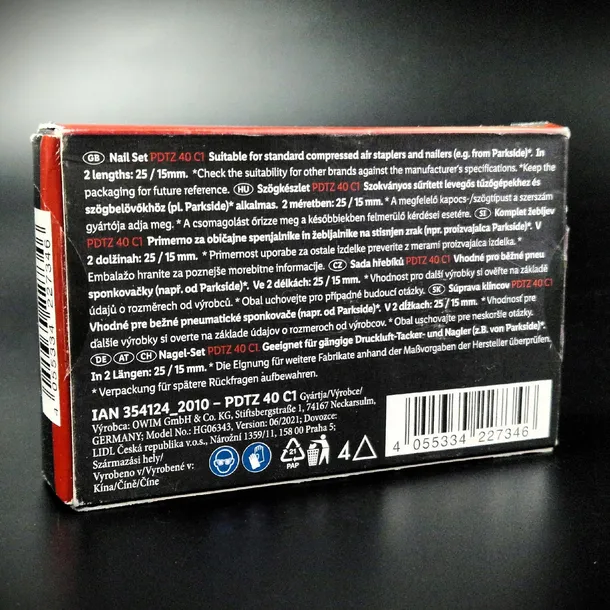 GB Nail Set PDTZ 40 C1 Suitable for standard compressed air staplers and nailers (e.g. from Parkside)*. In
2 lengths: 25 / 15mm. *Check the suitability for other brands against the manufacturer's specifications. *Keep the
packaging for future reference. HU Szögkészlet PDTZ 40 C1 Szokványos sűrített levegős tűzőgépekhez és
szögbelövőkhöz (pl. Parkside)* alkalmas. 2 méretben: 25 / 15 mm. * A megfelelő kapocs-/szögtípust a szerszám
gyártója adja meg. * A csomagolást őrizze meg a későbbiekben felmerülő kérdései esetére. SI Komplet žebljev
PDTZ 40 C1 Primerno za običajne spenjalnike in žebljalnike na stisnjen zrak (npr. proizvajalca Parkside)*. V
2 dolžinah: 25 / 15 mm. * Primernost uporabe za ostale izdelke preverite z merami proizvajalca izdelka. *
Embalažo hranite za poznejše morebitne informacije. CZ Sada hřebíků PDTZ 40 C1 Vhodné pro běžné pneu
sponkovačky (např. od Parkside)*. Ve 2 délkách: 25 / 15 mm. * Vhodnost pro další výrobky si ověřte na základě
údajů o rozměrech od výrobců. * Obal uchovejte pro případné budoucí otázky. SK Súprava klincov PDTZ 40 C1
Vhodné pre bežné pneumatické sponkovače (napr. od Parkside)*. V 2 dĺžkach: 25 / 15 mm. * Vhodnosť pre
ďalšie výrobky si overte na základe údajov o rozmeroch od výrobcov. * Obal uschovajte pre neskoršie otázky.
DE AT CH Nagel-Set PDTZ 40 C1 Geeignet für gängige Druckluft-Tacker- und Nagler (z.B. von Parkside)*.
In 2 Längen: 25 / 15 mm. * Die Eignung für weitere Fabrikate anhand der Maßvorgaben der Hersteller überprüfen.
* Verpackung für spätere Rückfragen aufbewahren.
IAN 354124_2010 – PDTZ 40 C1 Gyártja/Výrobce/
Výrobca: OWIM GmbH & Co. KG, Stiftsbergstraße 1, 74167 Neckarsulm,
GERMANY; Model No.: HG06343, Version: 06/2021; Dovozce:
LIDL Česká republika v.o.s., Nárožní 1359/11, 158 00 Praha 5;
Származási hely/
Vyrobeno v/Vyrobené v:
Kína/Číně/Číne
21
PAP
4
4 055334 227346
4 055334 227346